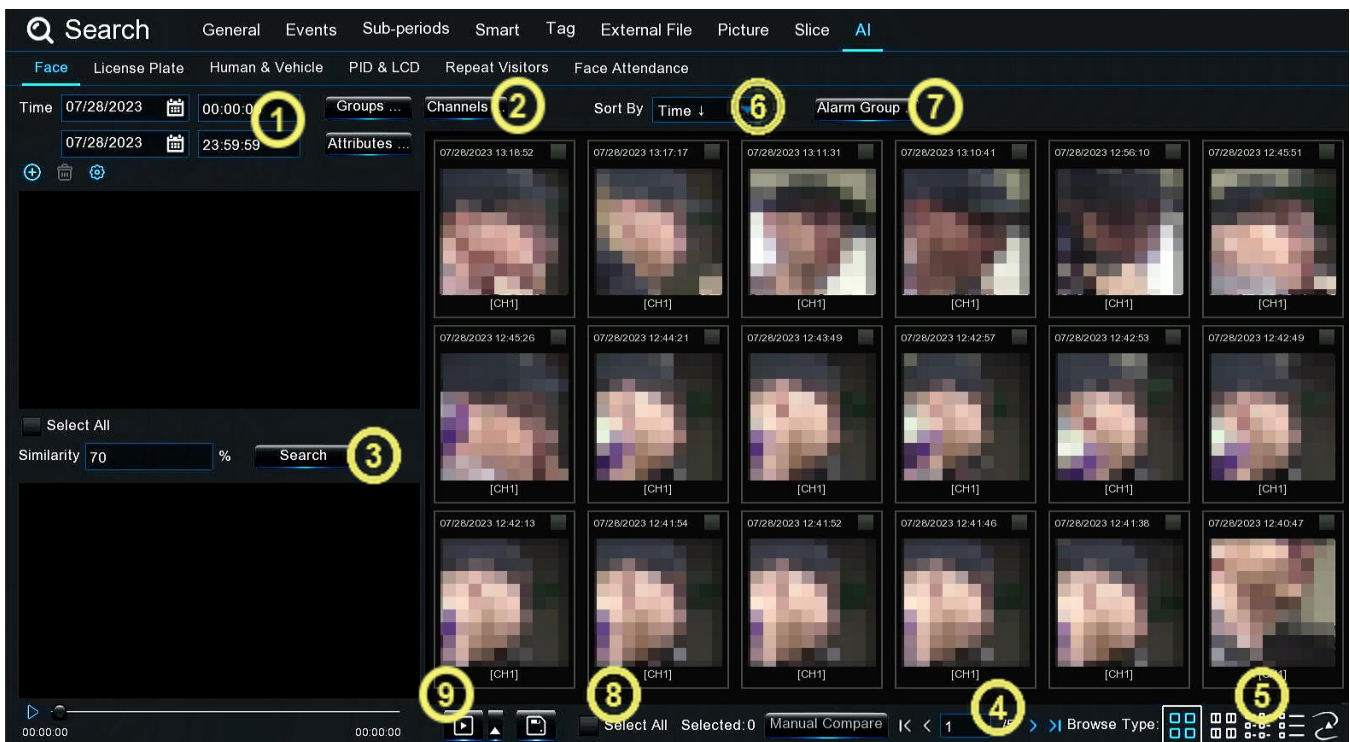 Search General Events Sub-periods Smart Tag External File Picture Slice AI
Face License Plate Human & Vehicle PID & LCD Repeat Visitors Face Attendance
Time 07/28/2023 00:00:0 1 Groups ... Channels 2 Sort By Time ↓ 6 Alarm Group 7
07/28/2023 23:59:59 Attributes ...
07/28/2023 13:18:52 07/28/2023 13:17:17 07/28/2023 13:11:31 07/28/2023 13:10:41 07/28/2023 12:56:10 07/28/2023 12:45:51
[CH1] [CH1] [CH1] [CH1] [CH1] [CH1]
07/28/2023 12:45:26 07/28/2023 12:44:21 07/28/2023 12:43:49 07/28/2023 12:42:57 07/28/2023 12:42:53 07/28/2023 12:42:49
Select All
Similarity 70 % Search 3
[CH1] [CH1] [CH1] [CH1] [CH1] [CH1]
07/28/2023 12:42:13 07/28/2023 12:41:54 07/28/2023 12:41:52 07/28/2023 12:41:46 07/28/2023 12:41:38 07/28/2023 12:40:47
[CH1] [CH1] [CH1] [CH1] [CH1]
9 8 4 5
Select All Selected:0 Manual Compare 1 Browse Type:
00:00:00 00:00:00